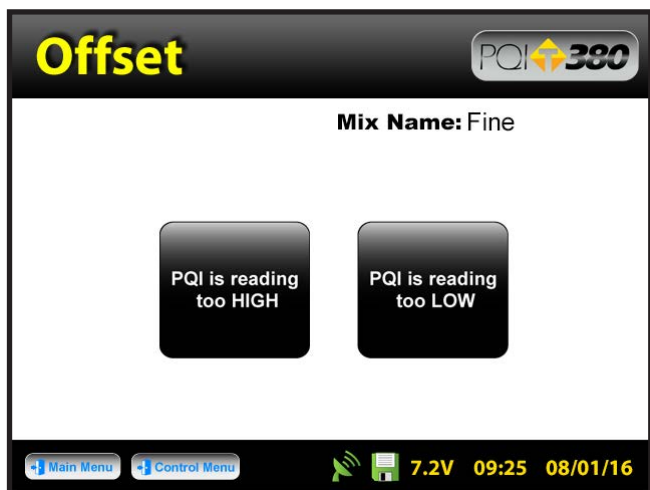 Offset
PQI T 380
Mix Name: Fine
PQI is reading
too HIGH
PQI is reading
too LOW
Main Menu
Control Menu
7.2V 09:25 08/01/16